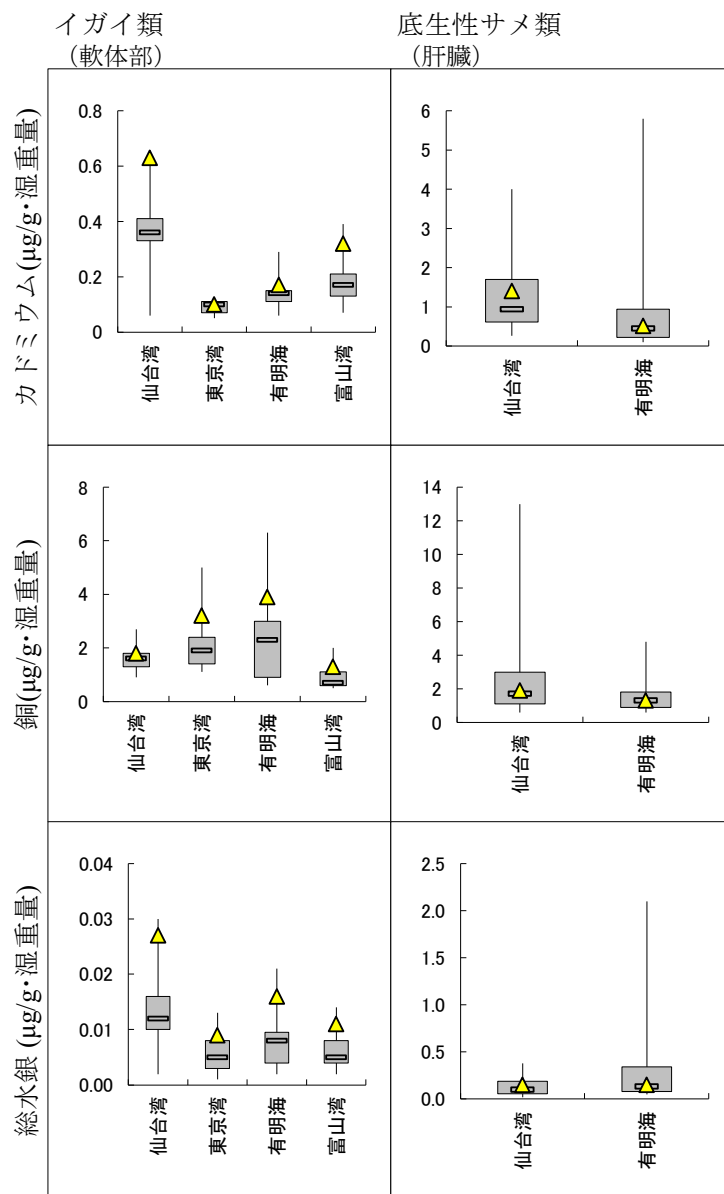 イガイ類
（軟体部）
底生性サメ類
（肝臓）
カドミウム(μg/g・湿重量)
0.8
0.6
0.4
0.2
0
仙台湾
東京湾
有明海
富山湾
6
5
4
3
2
1
0
仙台湾
有明海
銅(μg/g・湿重量)
8
6
4
2
0
仙台湾
東京湾
有明海
富山湾
14
12
10
8
6
4
2
0
仙台湾
有明海
総水銀 (μg/g・湿重量)
0.04
0.03
0.02
0.01
0.00
仙台湾
東京湾
有明海
富山湾
2.5
2.0
1.5
1.0
0.5
0.0
仙台湾
有明海